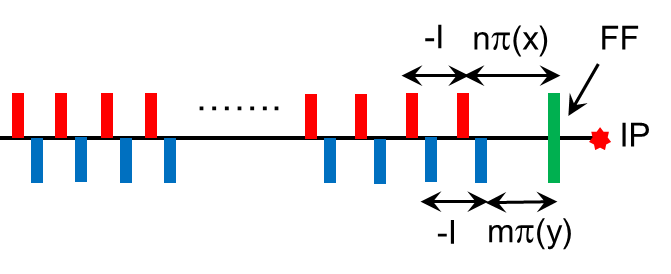 -I nπ(x) FF
IP
-I mπ(y)